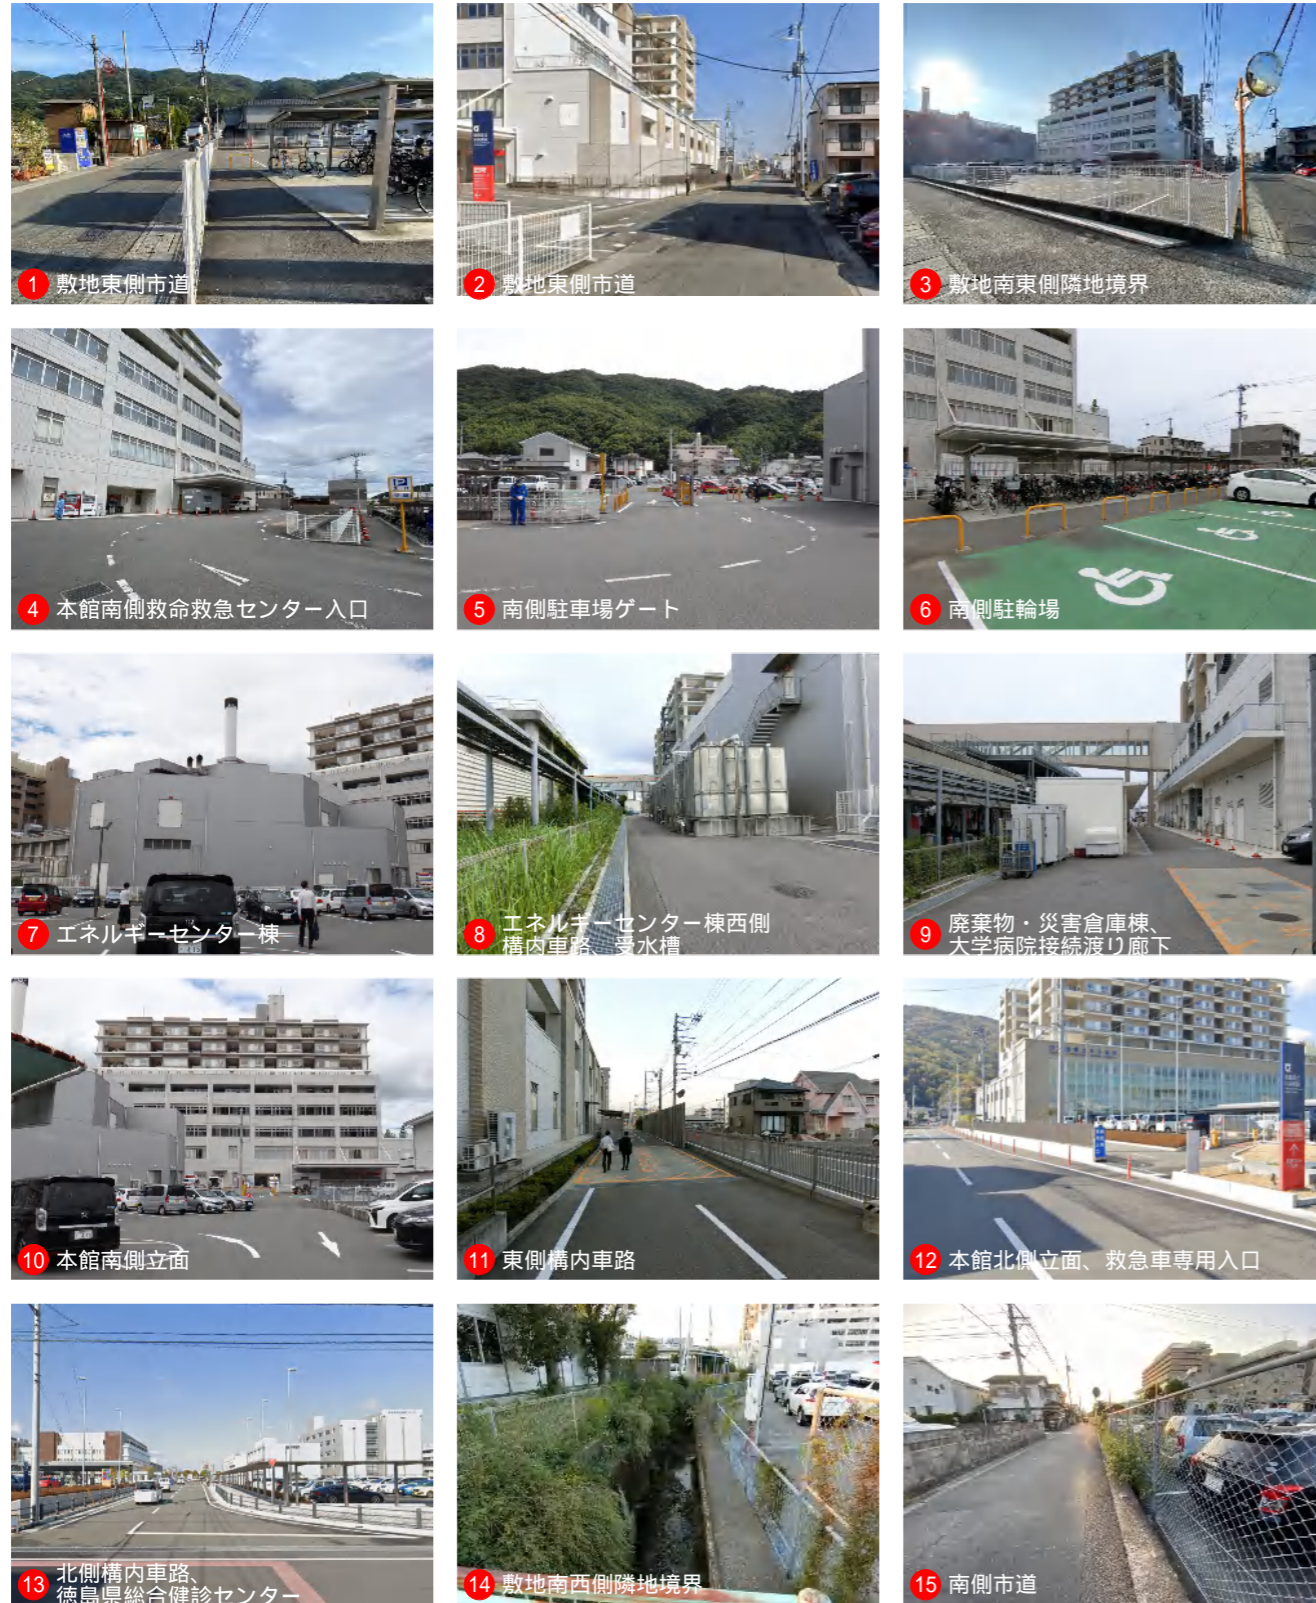 1 敷地東側市道
2 敷地東側市道
3 敷地南東側隣地境界
4 本館南側救命救急センター入口
5 南側駐車場ゲート
6 南側駐輪場
7 エネルギーセンター棟
8 エネルギーセンター棟西側
構内車路、受水槽
9 廃棄物・災害倉庫棟、
大学病院接続渡り廊下
10 本館南側立面
11 東側構内車路
12 本館北側立面、救急車専用入口
13 北側構内車路、
徳島県総合健診センター
14 敷地南西側隣地境界
15 南側市道
P